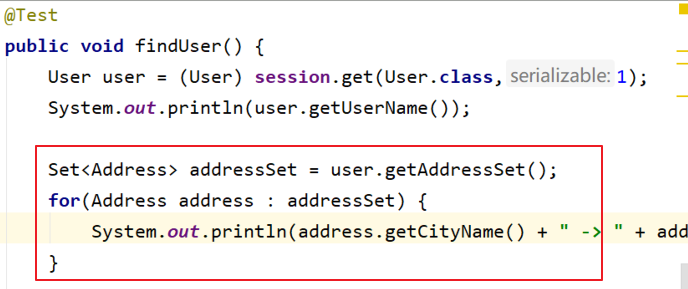 @Test
public void findUser() {
    User user = (User) session.get(User.class, serializable: 1);
    System.out.println(user.getUserName());
    Set<Address> addressSet = user.getAddressSet();
    for(Address address : addressSet) {
        System.out.println(address.getCityName() + " -> " + add
    }